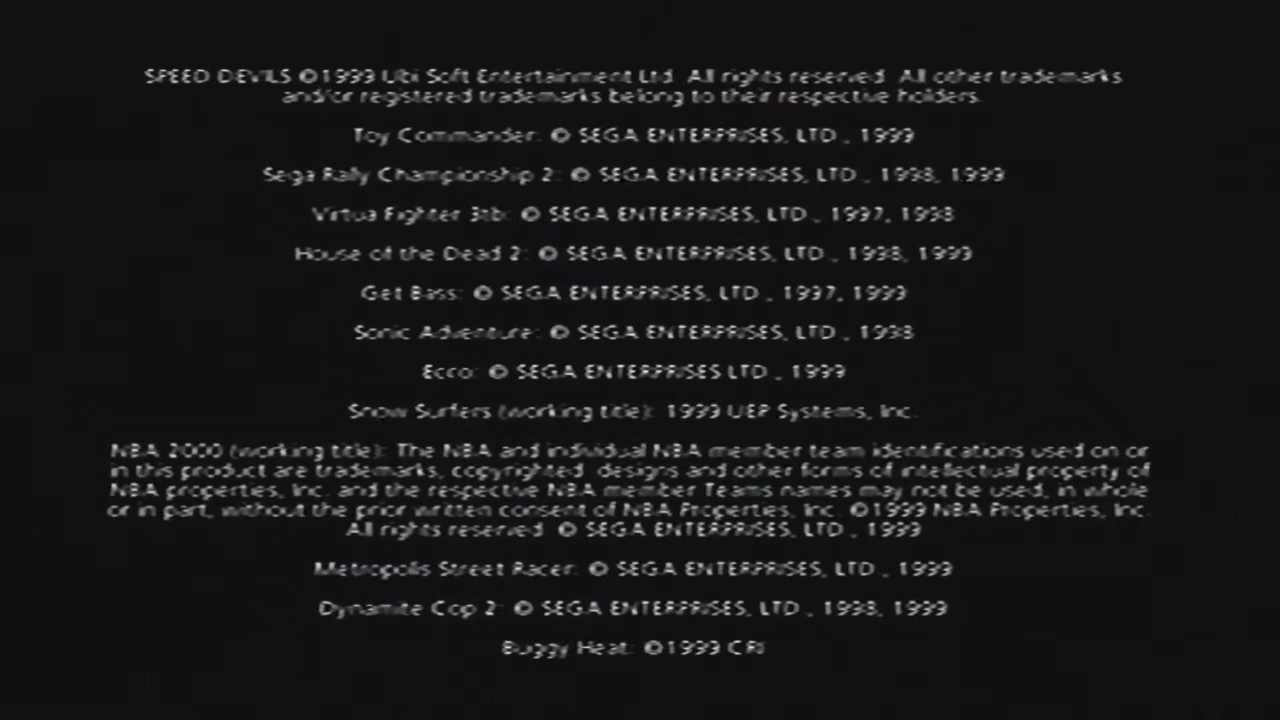 SPEED DEVILS ©1999 Ubi Soft Entertainment Ltd. All rights reserved. All other trademarks
and/or registered trademarks belong to their respective holders.
Toy Commander: © SEGA ENTERPRISES, LTD., 1999
Sega Rally Championship 2: © SEGA ENTERPRISES, LTD., 1998, 1999
Virtua Fighter 3tb: © SEGA ENTERPRISES, LTD., 1997, 1998
House of the Dead 2: © SEGA ENTERPRISES, LTD., 1998, 1999
Get Bass: © SEGA ENTERPRISES, LTD., 1997, 1999
Sonic Adventure: © SEGA ENTERPRISES, LTD., 1998
Ecco: © SEGA ENTERPRISES LTD., 1999
Snow Surfers (working title): 1999 UEP Systems, Inc.
NBA 2000 (working title): The NBA and individual NBA member team identifications used on or
in this product are trademarks, copyrighted designs and other forms of intellectual property of
NBA properties, Inc. and the respective NBA member Teams names may not be used, in whole
or in part, without the prior written consent of NBA Properties, Inc. ©1999 NBA Properties, Inc.
All rights reserved. © SEGA ENTERPRISES, LTD., 1999
Metropolis Street Racer: © SEGA ENTERPRISES, LTD., 1999
Dynamite Cop 2: © SEGA ENTERPRISES, LTD., 1998, 1999
Buggy Heat: ©1999 CRI